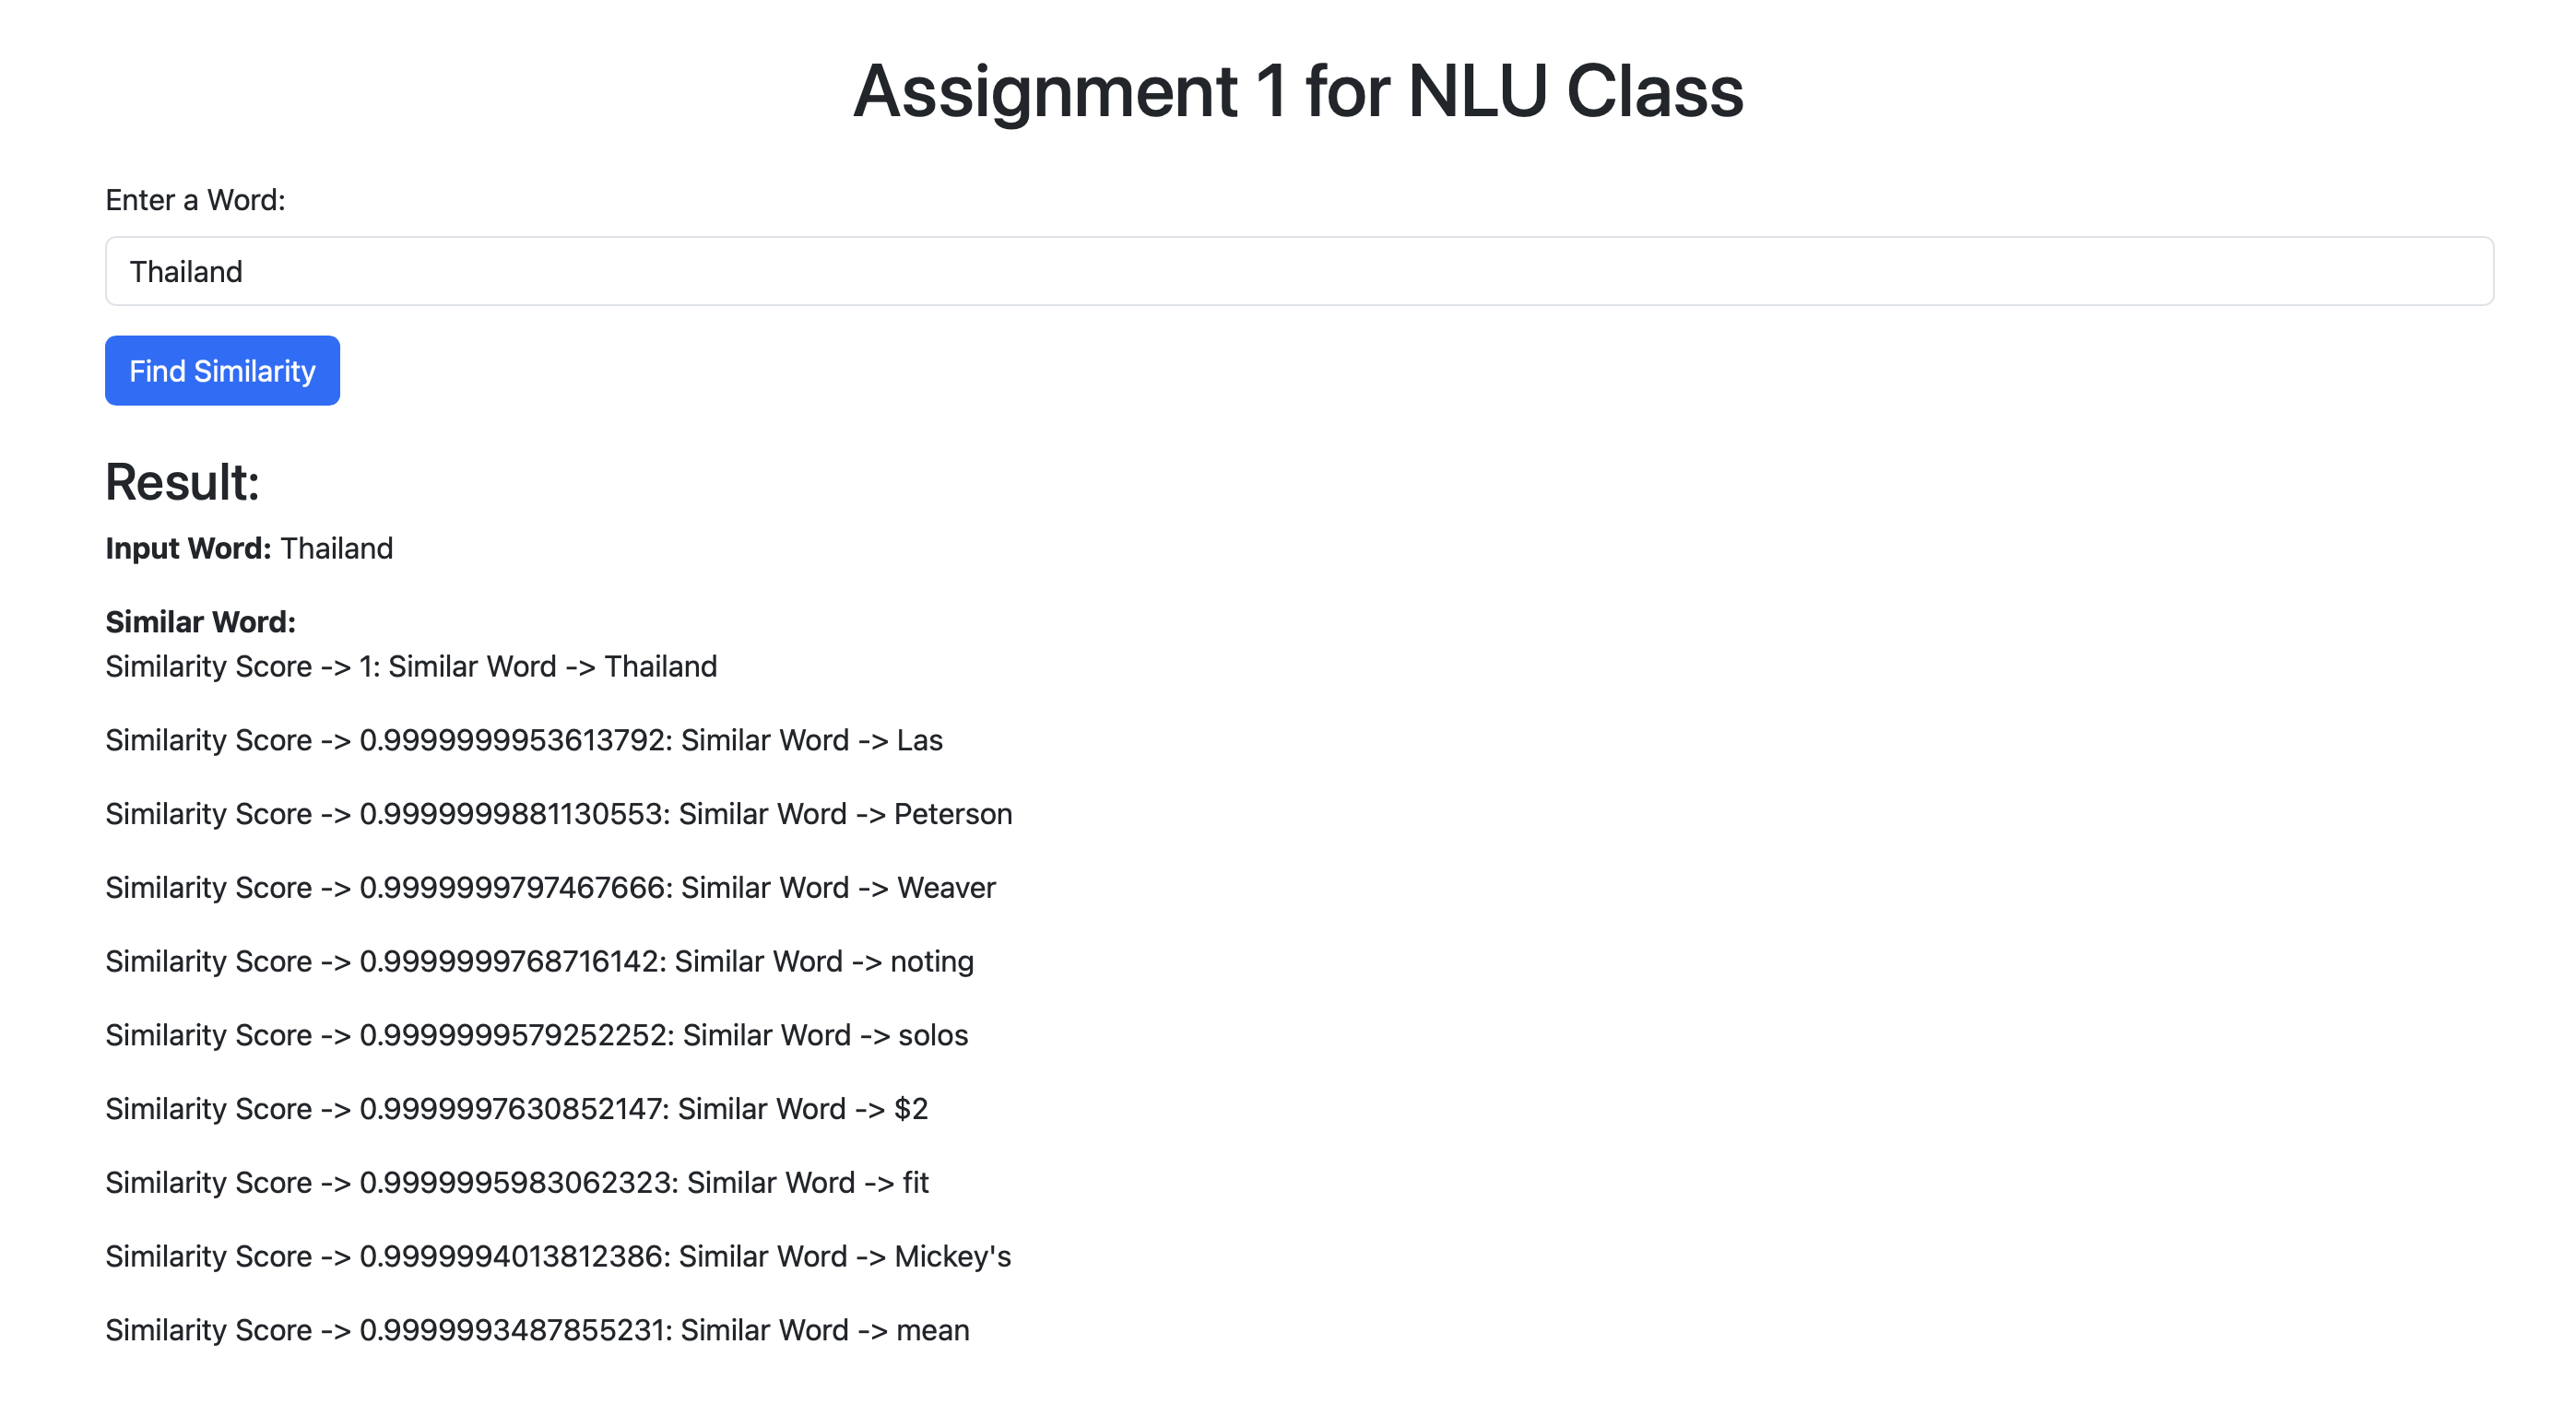 Assignment 1 for NLU Class
Enter a Word:
Thailand
Find Similarity
Result:
Input Word: Thailand
Similar Word:
Similarity Score -> 1: Similar Word -> Thailand
Similarity Score -> 0.9999999953613792: Similar Word -> Las
Similarity Score -> 0.9999999881130553: Similar Word -> Peterson
Similarity Score -> 0.9999999797467666: Similar Word -> Weaver
Similarity Score -> 0.9999999768716142: Similar Word -> noting
Similarity Score -> 0.9999999579252252: Similar Word -> solos
Similarity Score -> 0.9999997630852147: Similar Word -> $2
Similarity Score -> 0.9999995983062323: Similar Word -> fit
Similarity Score -> 0.9999994013812386: Similar Word -> Mickey's
Similarity Score -> 0.9999993487855231: Similar Word -> mean